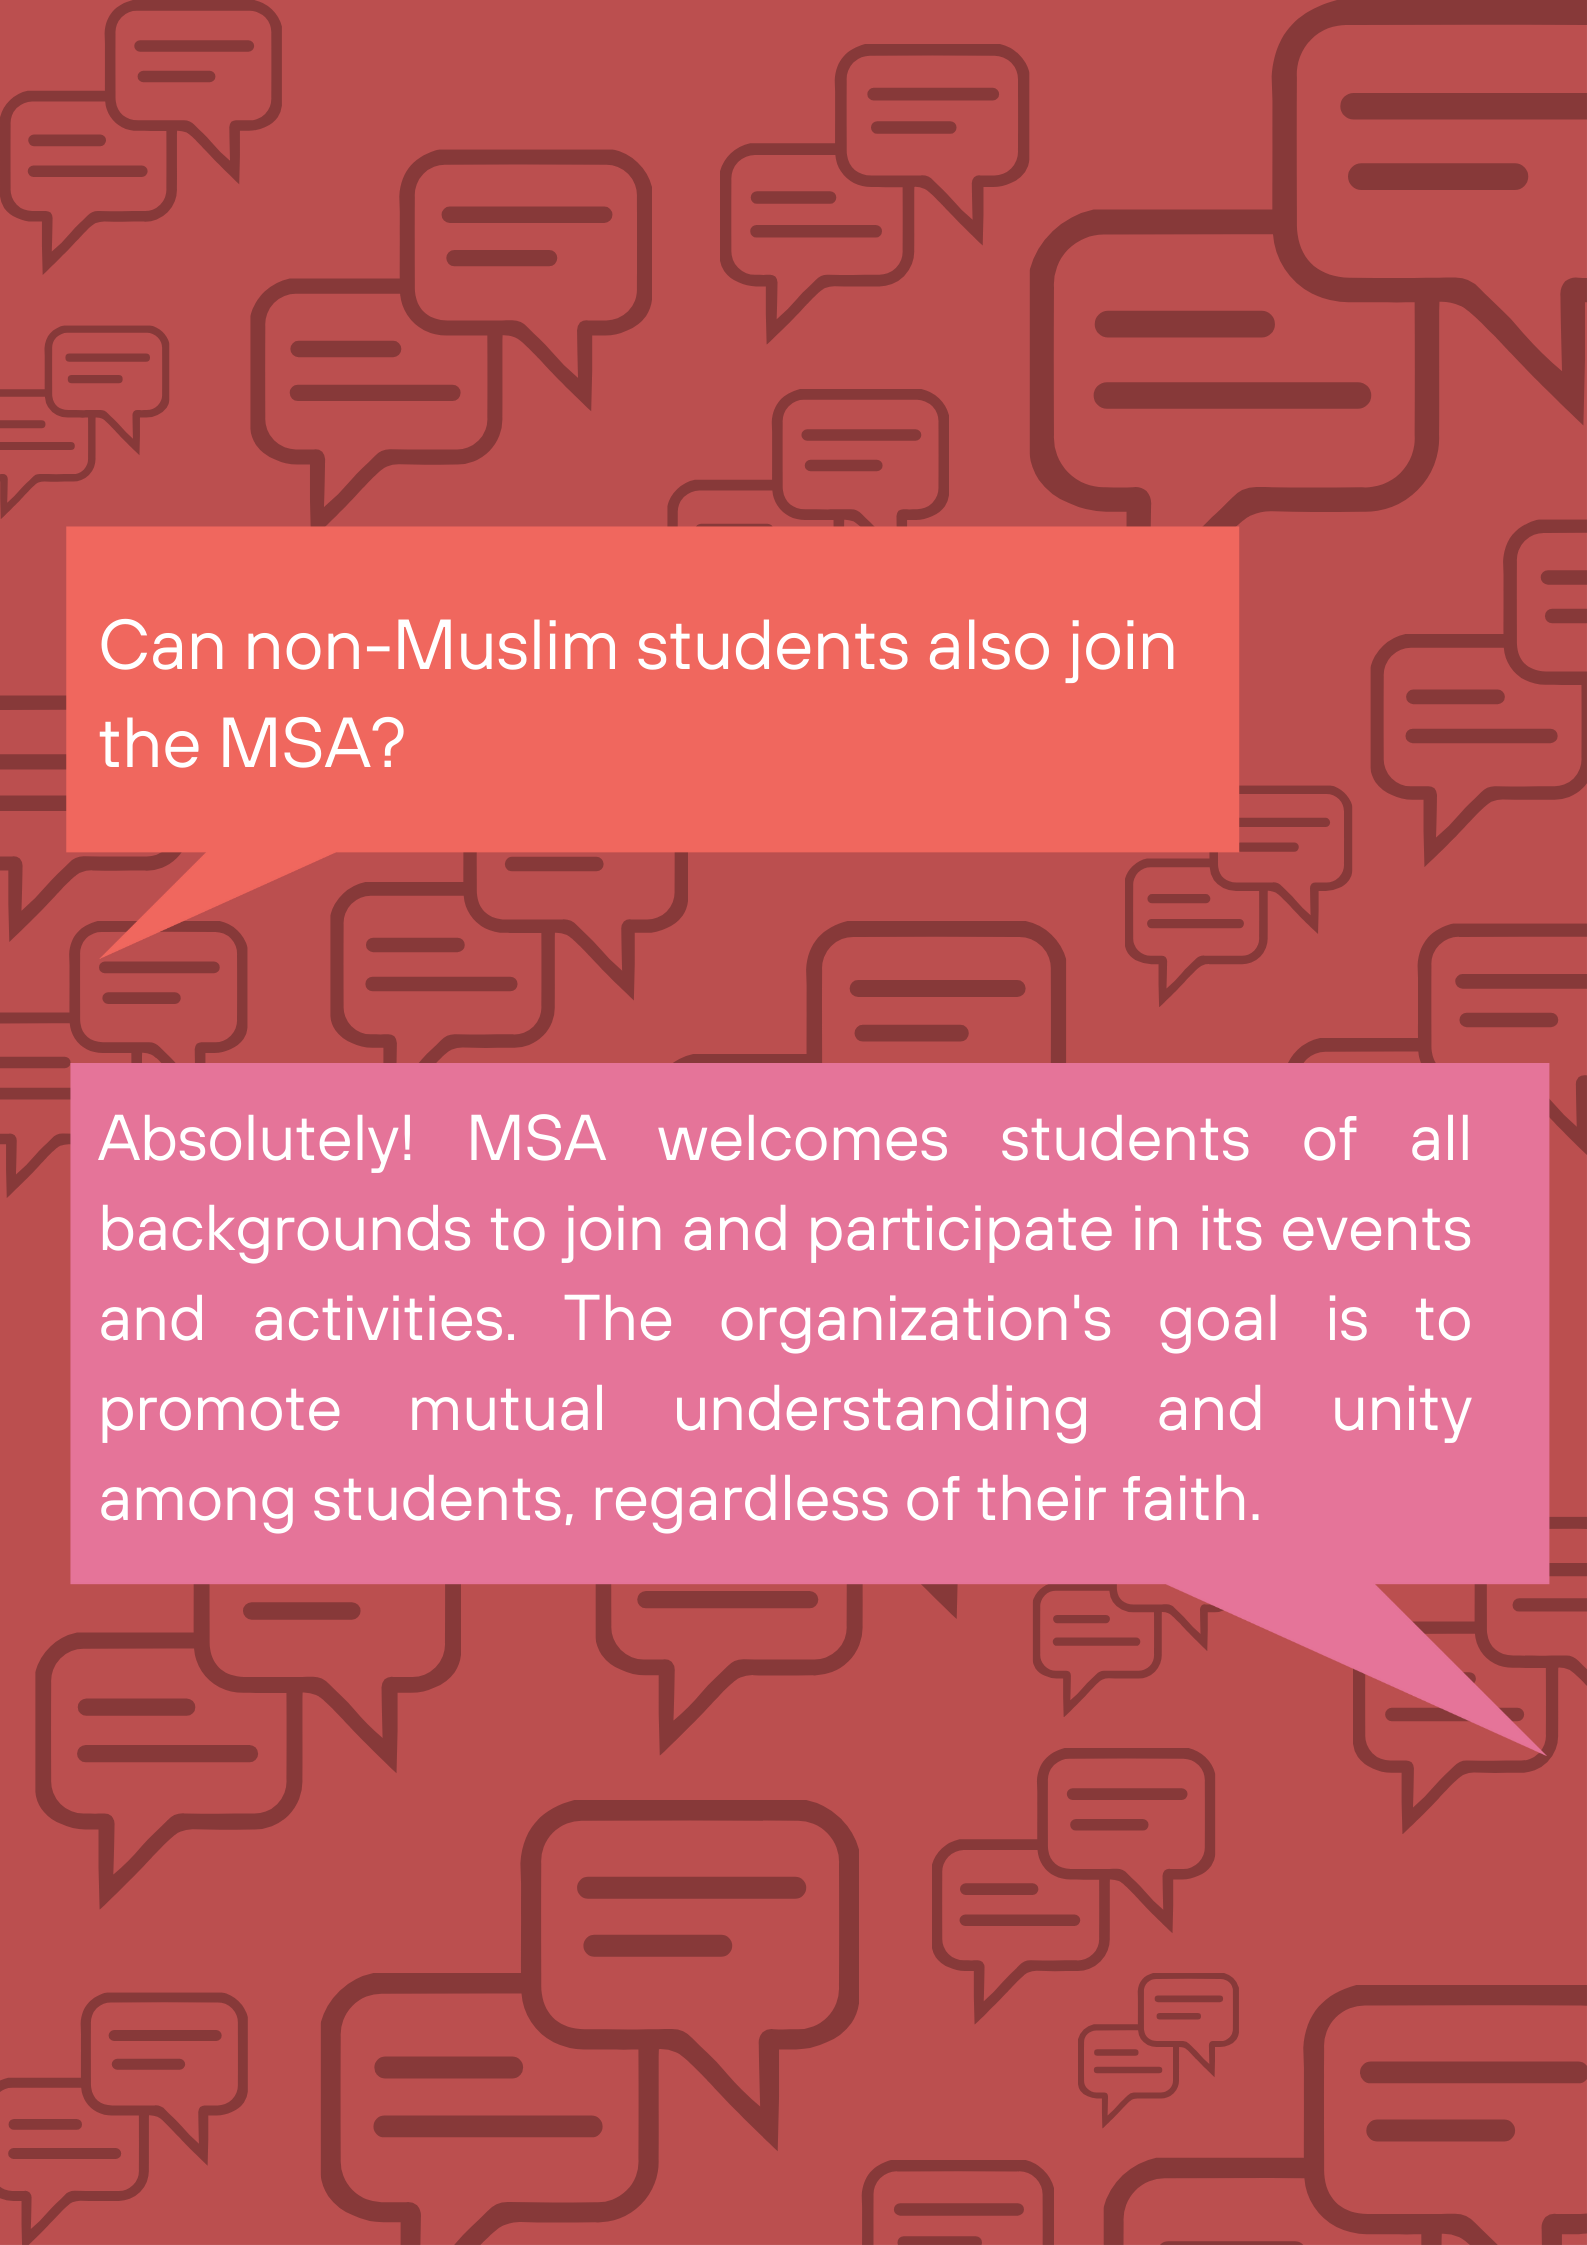 Can non-Muslim students also join
the MSA?
Absolutely! MSA welcomes students of all
backgrounds to join and participate in its events
and activities. The organization's goal is to
promote mutual understanding and unity
among students, regardless of their faith.